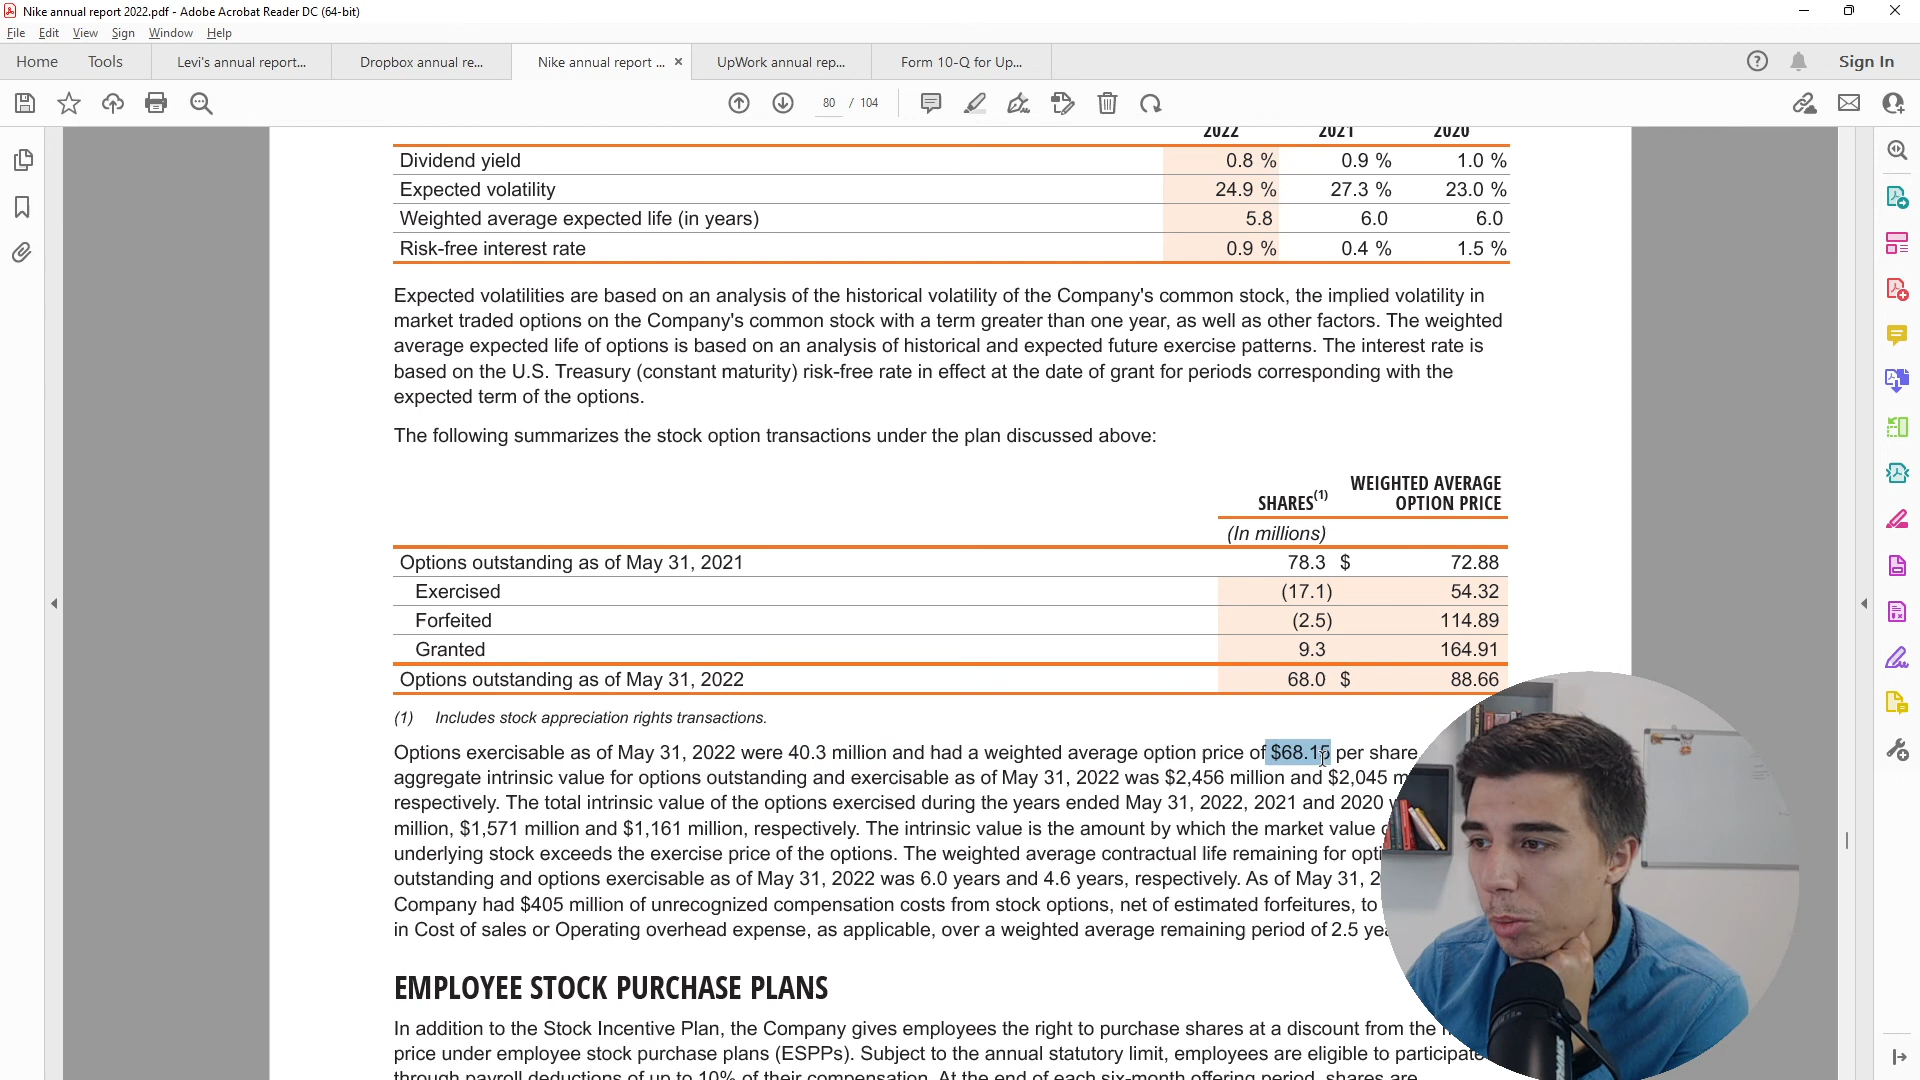 Nike annual report 2022.pdf - Adobe Acrobat Reader DC (64-bit)
File Edit View Sign Window Help
Home Tools Levi's annual report... Dropbox annual re... Nike annual report ... × UpWork annual rep... Form 10-Q for Up... Sign In
80 / 104
2022 2021 2020
Dividend yield 0.8 % 0.9 % 1.0 %
Expected volatility 24.9 % 27.3 % 23.0 %
Weighted average expected life (in years) 5.8 6.0 6.0
Risk-free interest rate 0.9 % 0.4 % 1.5 %
Expected volatilities are based on an analysis of the historical volatility of the Company's common stock, the implied volatility in
market traded options on the Company's common stock with a term greater than one year, as well as other factors. The weighted
average expected life of options is based on an analysis of historical and expected future exercise patterns. The interest rate is
based on the U.S. Treasury (constant maturity) risk-free rate in effect at the date of grant for periods corresponding with the
expected term of the options.
The following summarizes the stock option transactions under the plan discussed above:
WEIGHTED AVERAGE
SHARES(1) OPTION PRICE
(In millions)
Options outstanding as of May 31, 2021 78.3 $ 72.88
Exercised (17.1) 54.32
Forfeited (2.5) 114.89
Granted 9.3 164.91
Options outstanding as of May 31, 2022 68.0 $ 88.66
(1) Includes stock appreciation rights transactions.
Options exercisable as of May 31, 2022 were 40.3 million and had a weighted average option price of $68.15 per share
aggregate intrinsic value for options outstanding and exercisable as of May 31, 2022 was $2,456 million and $2,045
respectively. The total intrinsic value of the options exercised during the years ended May 31, 2022, 2021 and 2020
million, $1,571 million and $1,161 million, respectively. The intrinsic value is the amount by which the market value
underlying stock exceeds the exercise price of the options. The weighted average contractual life remaining for
outstanding and options exercisable as of May 31, 2022 was 6.0 years and 4.6 years, respectively. As of May 31,
Company had $405 million of unrecognized compensation costs from stock options, net of estimated forfeitures, to
in Cost of sales or Operating overhead expense, as applicable, over a weighted average remaining period of 2.5
EMPLOYEE STOCK PURCHASE PLANS
In addition to the Stock Incentive Plan, the Company gives employees the right to purchase shares at a discount from the
price under employee stock purchase plans (ESPPs). Subject to the annual statutory limit, employees are eligible to participate
through payroll deductions of up to 10% of their compensation. At the end of each six-month offering period, shares are